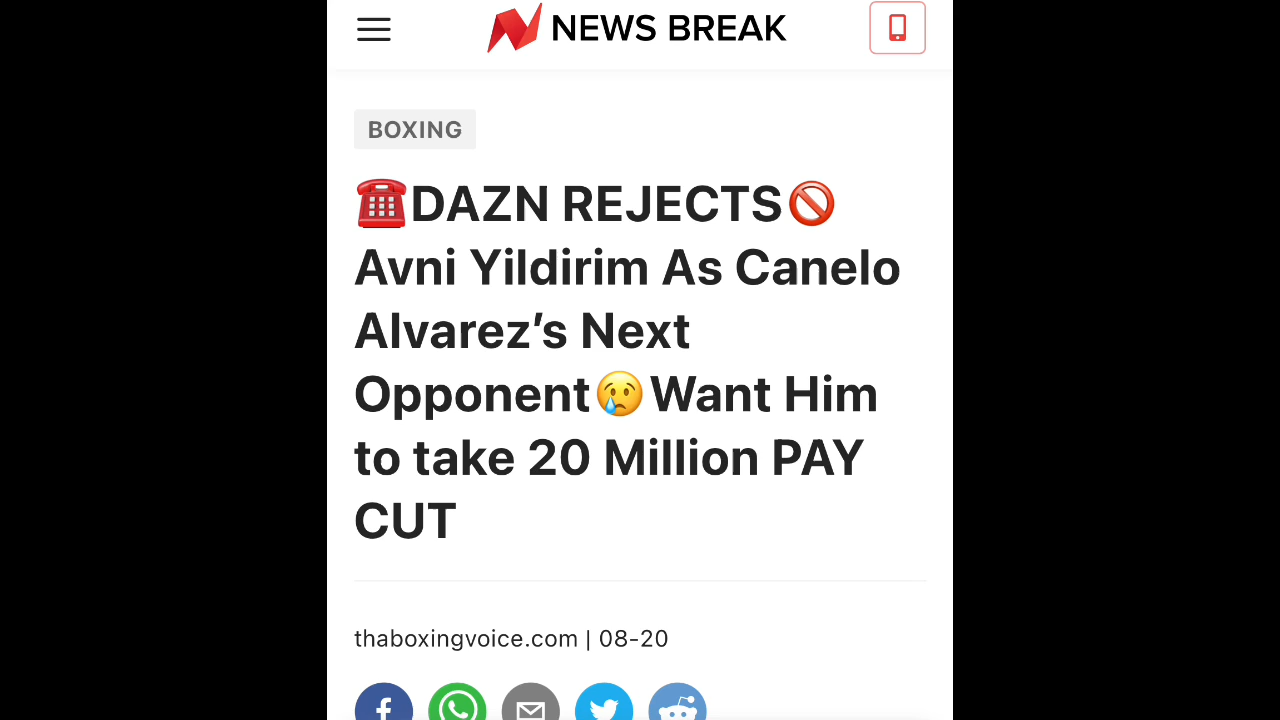 NEWS BREAK
BOXING
☎️DAZN REJECTS🚫
Avni Yildirim As Canelo
Alvarez’s Next
Opponent😢Want Him
to take 20 Million PAY
CUT
thaboxingvoice.com | 08-20